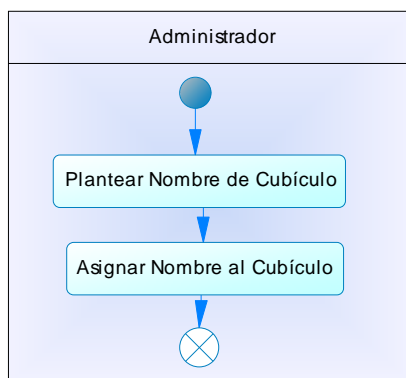 Administrador
Plantear Nombre de Cubículo
Asignar Nombre al Cubículo